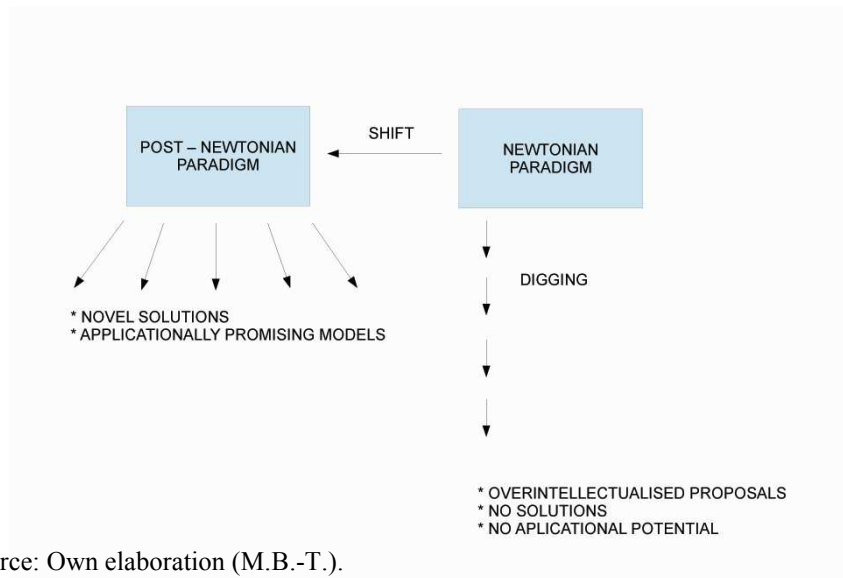 POST – NEWTONIAN
PARADIGM
SHIFT
NEWTONIAN
PARADIGM
DIGGING
* NOVEL SOLUTIONS
* APPLICATIONALLY PROMISING MODELS
* OVERINTELLECTUALISED PROPOSALS
* NO SOLUTIONS
* NO APLICATIONAL POTENTIAL
rce: Own elaboration (M.B.-T.).